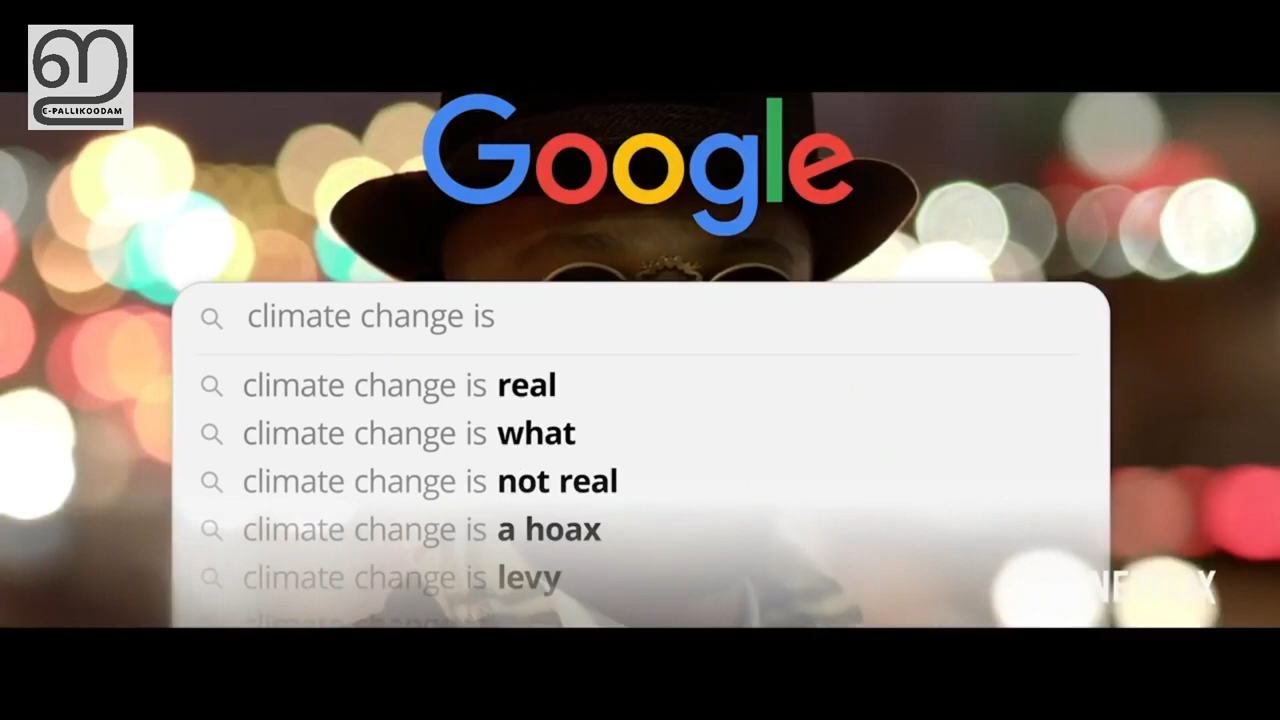 E-PALLIKOODAM
Google
climate change is
climate change is real
climate change is what
climate change is not real
climate change is a hoax
climate change is levy